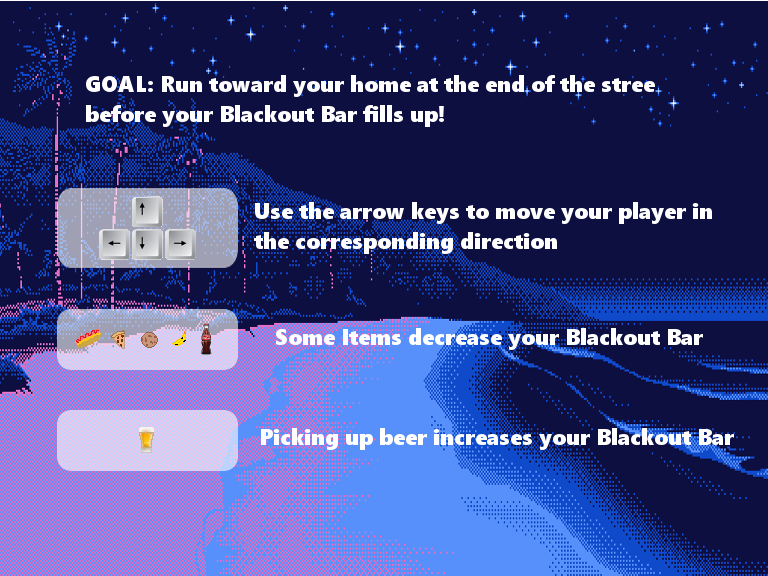 GOAL: Run toward your home at the end of the stree
before your Blackout Bar fills up!
↑
← ↓ →
Use the arrow keys to move your player in
the corresponding direction
Some Items decrease your Blackout Bar
Picking up beer increases your Blackout Bar